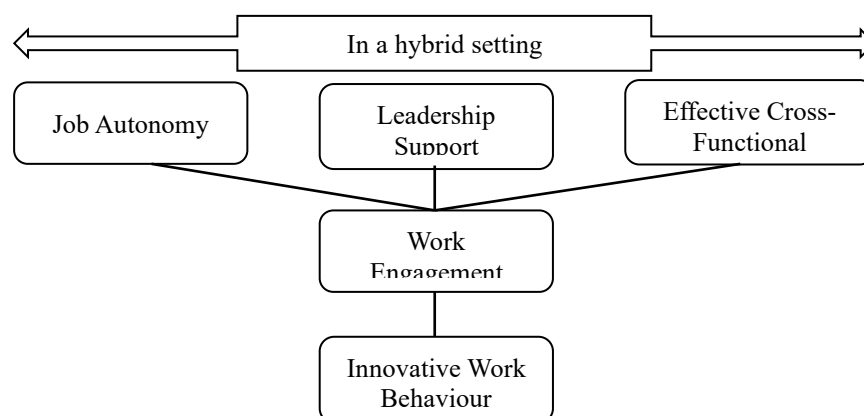 In a hybrid setting
Job Autonomy
Leadership
Support
Effective Cross-
Functional
Work
Engagement
Innovative Work
Behaviour